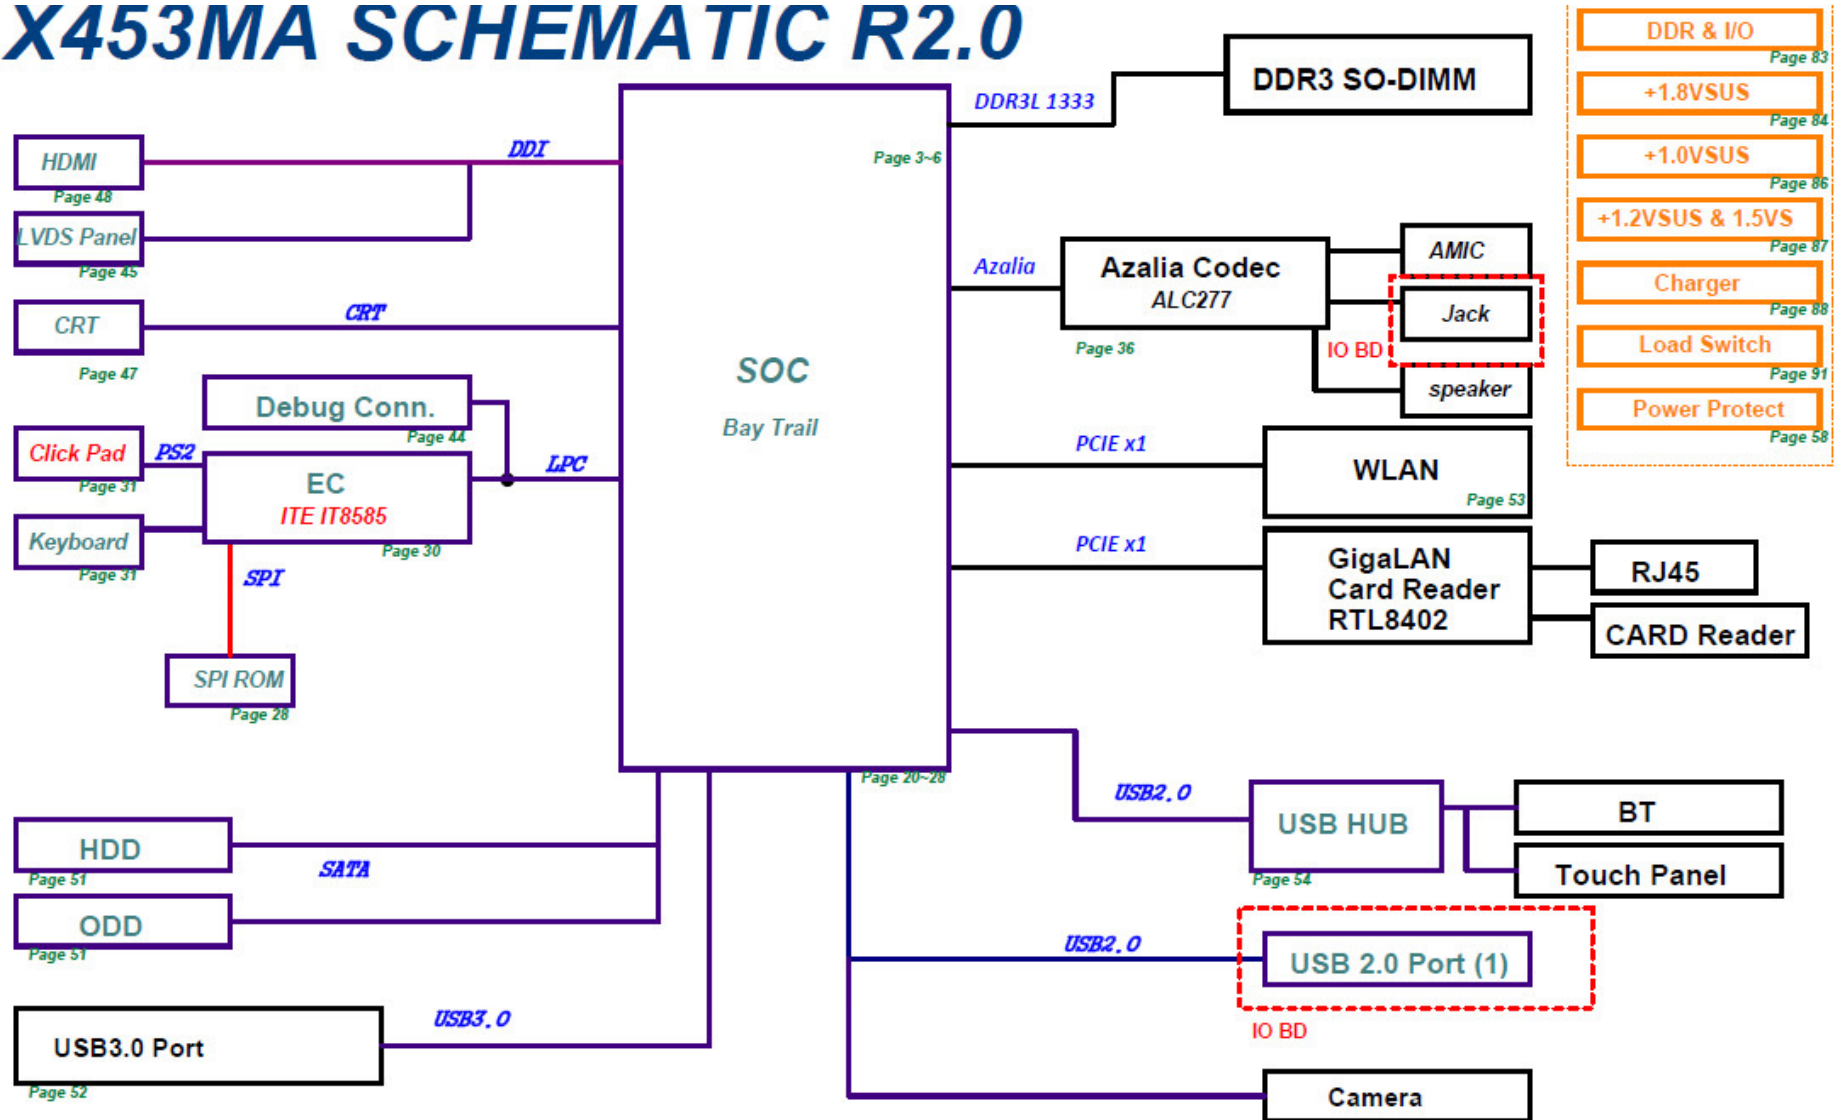 X453MA SCHEMATIC R2.0
DDR & I/O
Page 83
+1.8VSUS
Page 84
+1.0VSUS
Page 86
+1.2VSUS & 1.5VS
Page 87
Charger
Page 88
Load Switch
Page 91
Power Protect
Page 58
DDR3L 1333
DDR3 SO-DIMM
HDMI
Page 48
DDI
LVDS Panel
Page 45
CRT
Page 47
CRT
Debug Conn.
Page 44
Click Pad
Page 31
PS2
EC
ITE IT8585
Page 30
LPC
Keyboard
Page 31
SPI
SPI ROM
Page 28
Page 3~6
SOC
Bay Trail
Page 20~28
Azalia
Azalia Codec
ALC277
Page 36
AMIC
Jack
IO BD
speaker
PCIE x1
WLAN
Page 53
PCIE x1
GigaLAN
Card Reader
RTL8402
RJ45
CARD Reader
HDD
Page 51
SATA
ODD
Page 51
USB3.0 Port
Page 52
USB3.0
USB2.0
USB HUB
Page 54
BT
Touch Panel
USB2.0
USB 2.0 Port (1)
IO BD
Camera